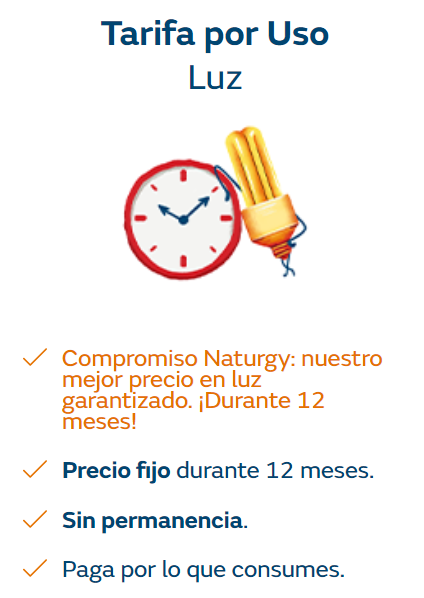 Tarifa por Uso
Luz
Compromiso Naturgy: nuestro
mejor precio en luz
garantizado. ¡Durante 12
meses!
Precio fijo durante 12 meses.
Sin permanencia.
Paga por lo que consumes.